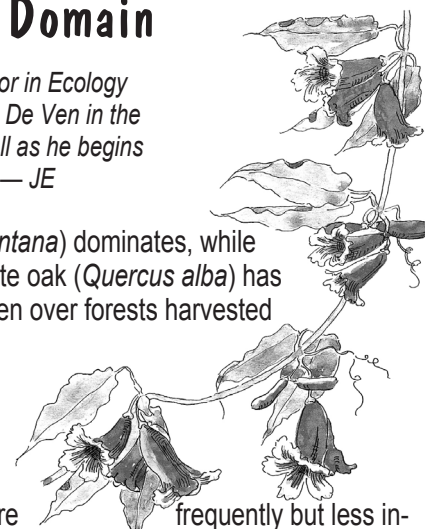 Domain
or in Ecology
De Ven in the
ll as he begins
— JE
ntana) dominates, while
te oak (Quercus alba) has
en over forests harvested
re frequently but less in-